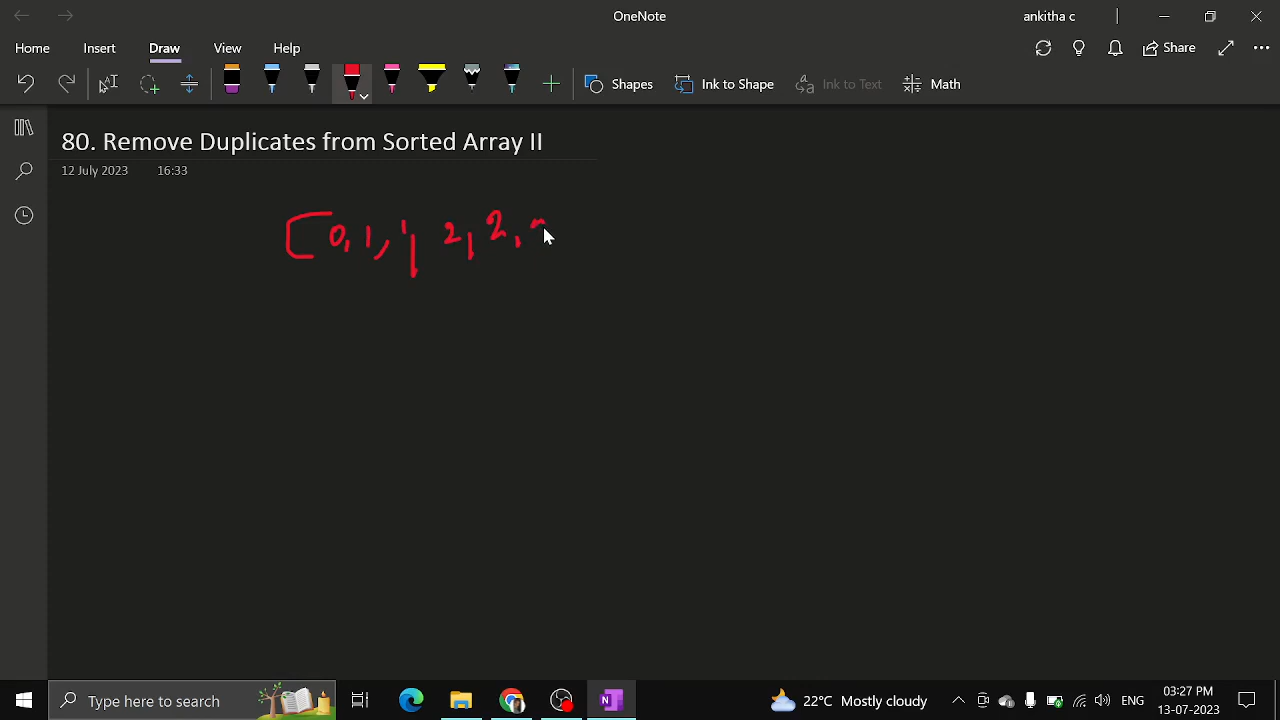 OneNote
ankitha c
Home Insert Draw View Help
Share
Shapes Ink to Shape Ink to Text Math
80. Remove Duplicates from Sorted Array II
12 July 2023 16:33
[0, 1, 1, 2, 2,
Type here to search
22°C Mostly cloudy
ENG
03:27 PM
13-07-2023